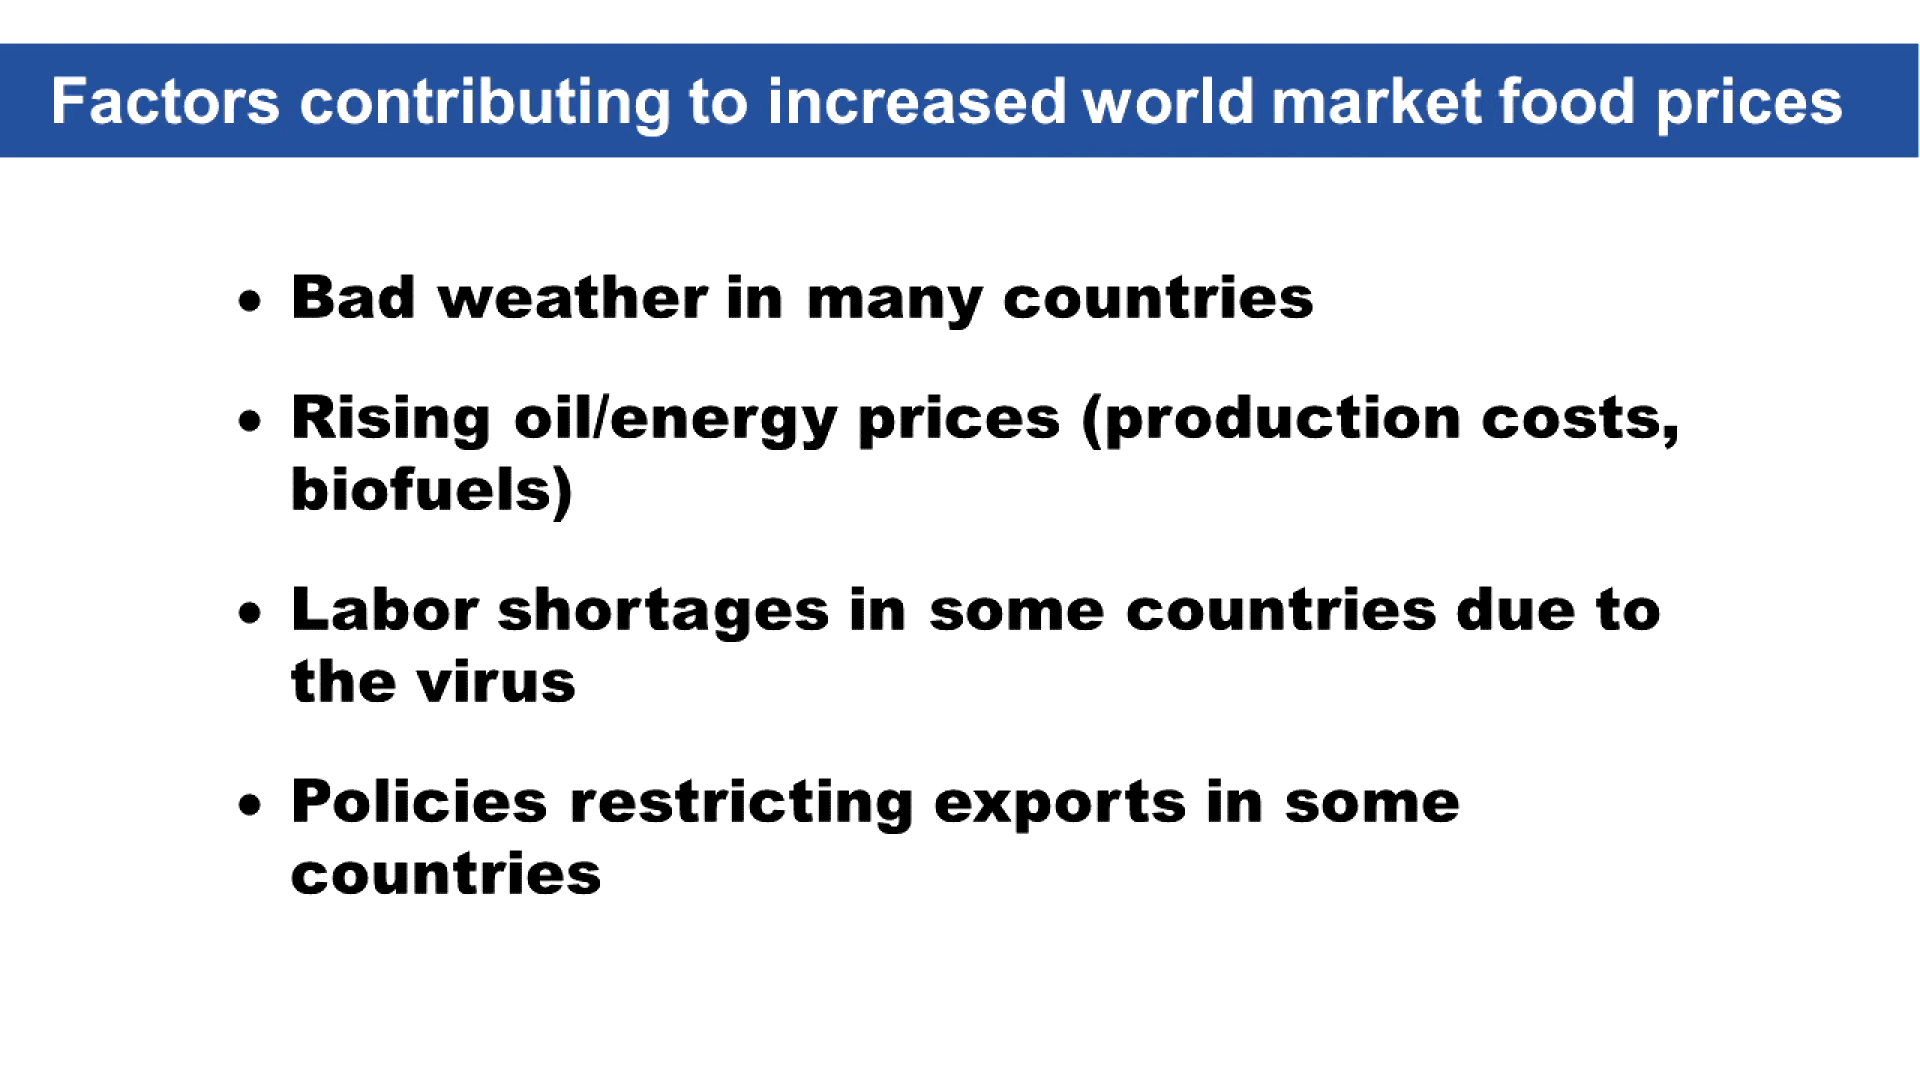 Factors contributing to increased world market food prices
• Bad weather in many countries
• Rising oil/energy prices (production costs,
biofuels)
• Labor shortages in some countries due to
the virus
• Policies restricting exports in some
countries